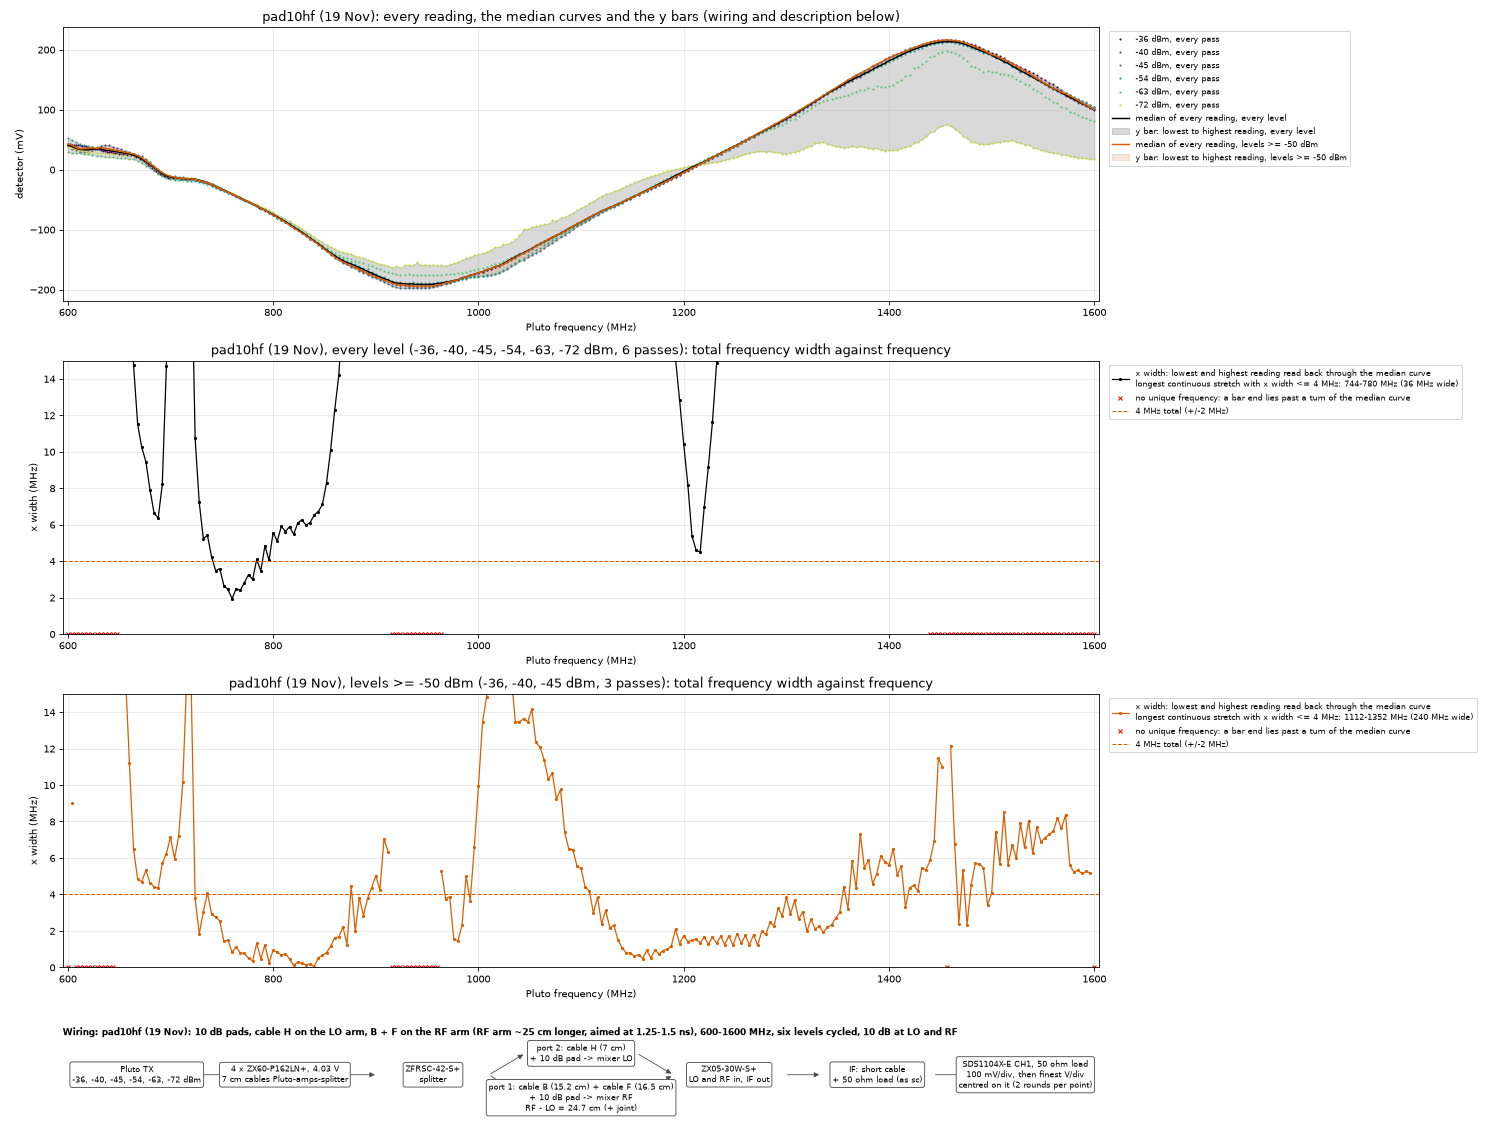 pad10hf (19 Nov): every reading, the median curves and the y bars (wiring and description below)
detector (mV)
200
100
0
−100
−200
600
800
1000
1200
1400
1600
Pluto frequency (MHz)
-36 dBm, every pass
-40 dBm, every pass
-45 dBm, every pass
-54 dBm, every pass
-63 dBm, every pass
-72 dBm, every pass
median of every reading, every level
y bar: lowest to highest reading, every level
median of every reading, levels >= -50 dBm
y bar: lowest to highest reading, levels >= -50 dBm
pad10hf (19 Nov), every level (-36, -40, -45, -54, -63, -72 dBm, 6 passes): total frequency width against frequency
x width (MHz)
14
12
10
8
6
4
2
0
600
800
1000
1200
1400
1600
Pluto frequency (MHz)
x width: lowest and highest reading read back through the median curve
longest continuous stretch with x width <= 4 MHz: 744-780 MHz (36 MHz wide)
no unique frequency: a bar end lies past a turn of the median curve
4 MHz total (+/-2 MHz)
pad10hf (19 Nov), levels >= -50 dBm (-36, -40, -45 dBm, 3 passes): total frequency width against frequency
x width (MHz)
14
12
10
8
6
4
2
0
600
800
1000
1200
1400
1600
Pluto frequency (MHz)
x width: lowest and highest reading read back through the median curve
longest continuous stretch with x width <= 4 MHz: 1112-1352 MHz (240 MHz wide)
no unique frequency: a bar end lies past a turn of the median curve
4 MHz total (+/-2 MHz)
Wiring: pad10hf (19 Nov): 10 dB pads, cable H on the LO arm, B + F on the RF arm (RF arm ~25 cm longer, aimed at 1.25-1.5 ns), 600-1600 MHz, six levels cycled, 10 dB at LO and RF
Pluto TX
-36, -40, -45, -54, -63, -72 dBm
4 x ZX60-P162LN+, 4.03 V
7 cm cables Pluto-amps-splitter
ZFRSC-42-S+
splitter
port 2: cable H (7 cm)
+ 10 dB pad -> mixer LO
port 1: cable B (15.2 cm) + cable F (16.5 cm)
+ 10 dB pad -> mixer RF
RF - LO = 24.7 cm (+ joint)
ZX05-30W-S+
LO and RF in, IF out
IF: short cable
+ 50 ohm load (as sc)
SDS1104X-E CH1, 50 ohm load
100 mV/div, then finest V/div
centred on it (2 rounds per point)